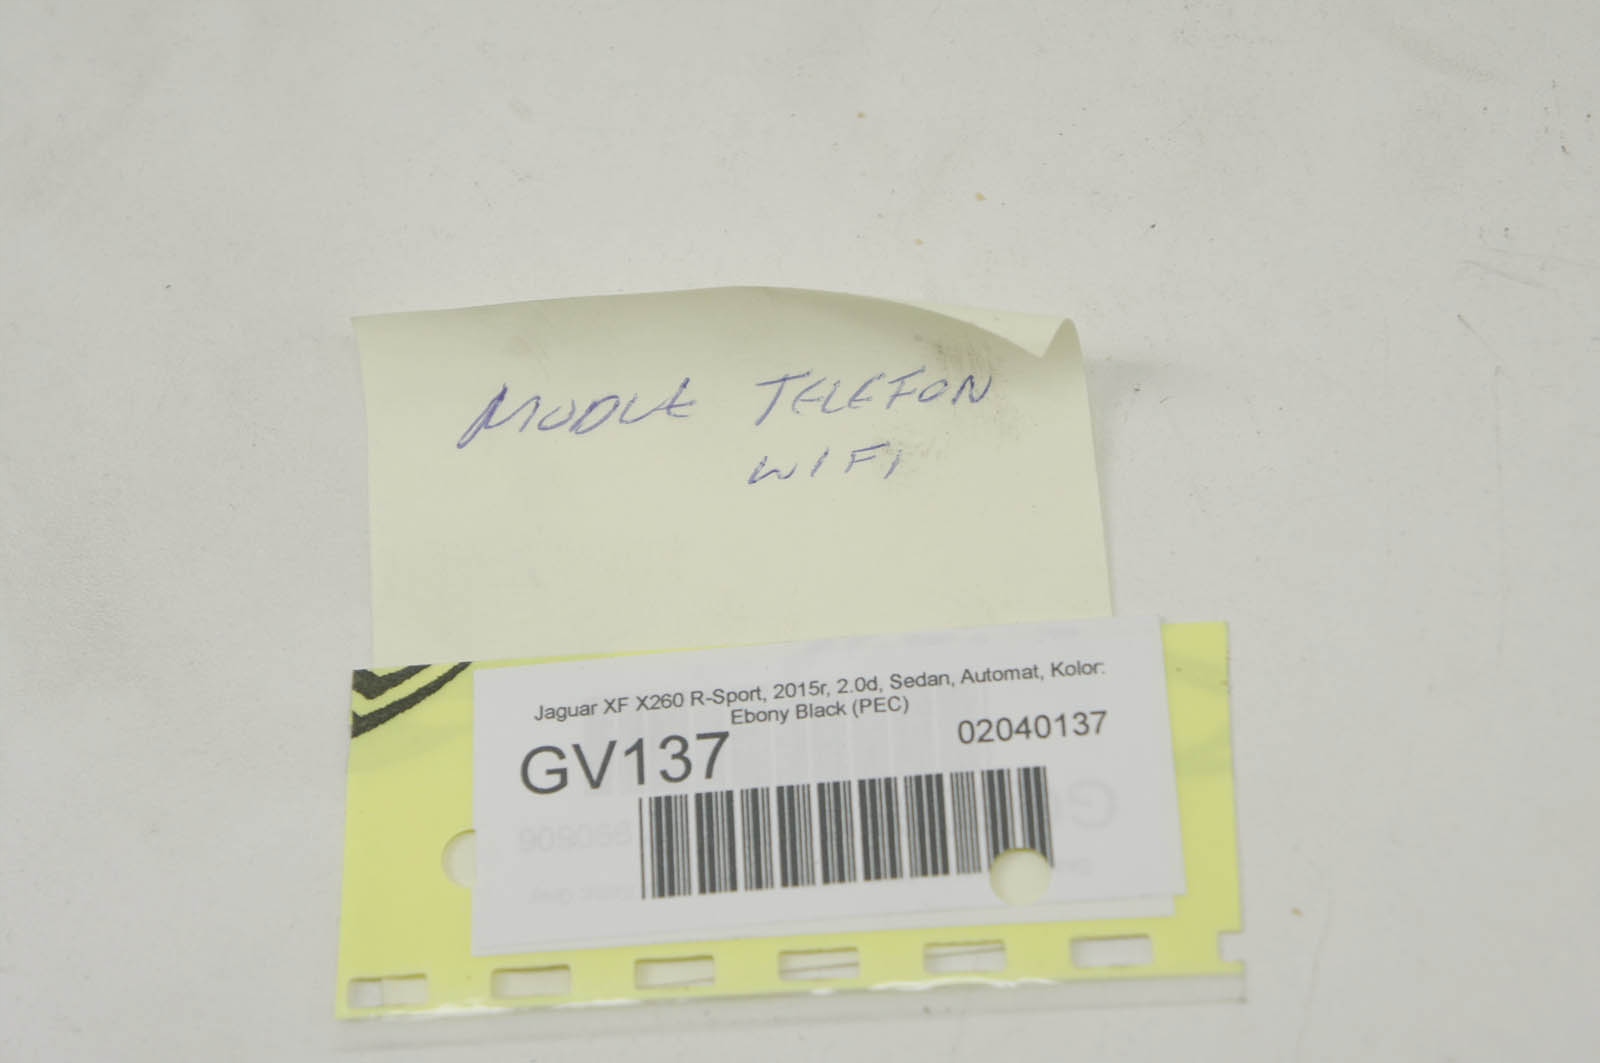 MODUŁ TELEFON
WIFI
Jaguar XF X260 R-Sport, 2015r, 2.0d, Sedan, Automat, Kolor:
Ebony Black (PEC)
GV137
02040137